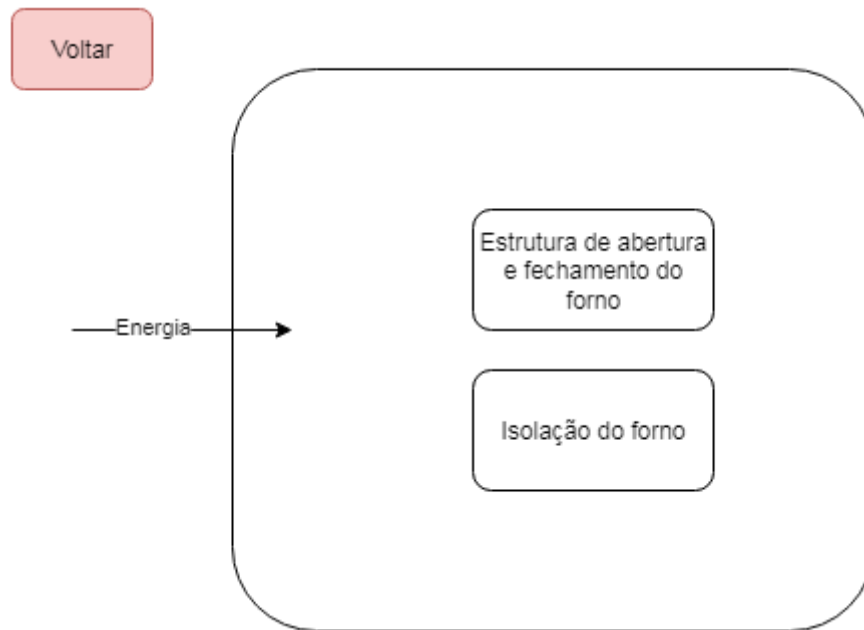 Voltar
Estrutura de abertura
e fechamento do
forno
Energia
Isolação do forno